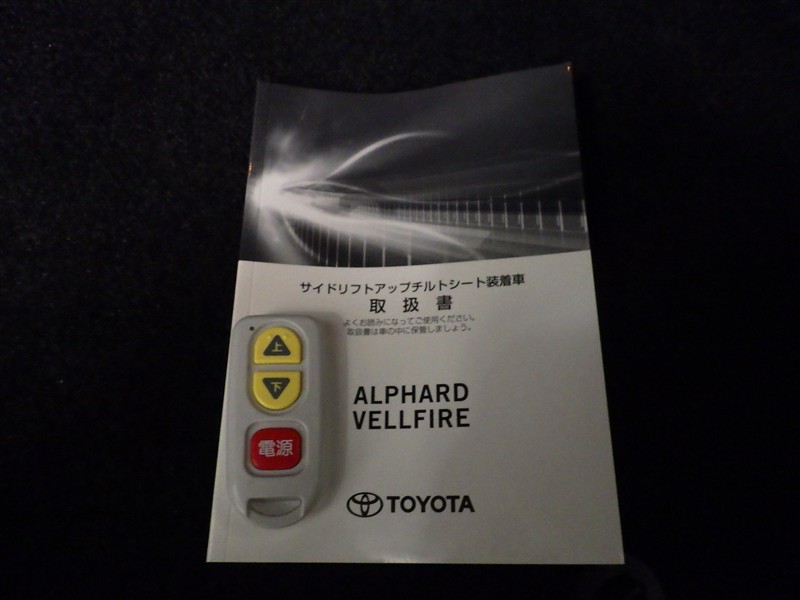 サイドリフトアップチルトシート装着車
取扱書
よくお読みになってご使用ください。
取扱書は車の中に保管しましょう。
上
下
電源
ALPHARD
VELLFIRE
TOYOTA